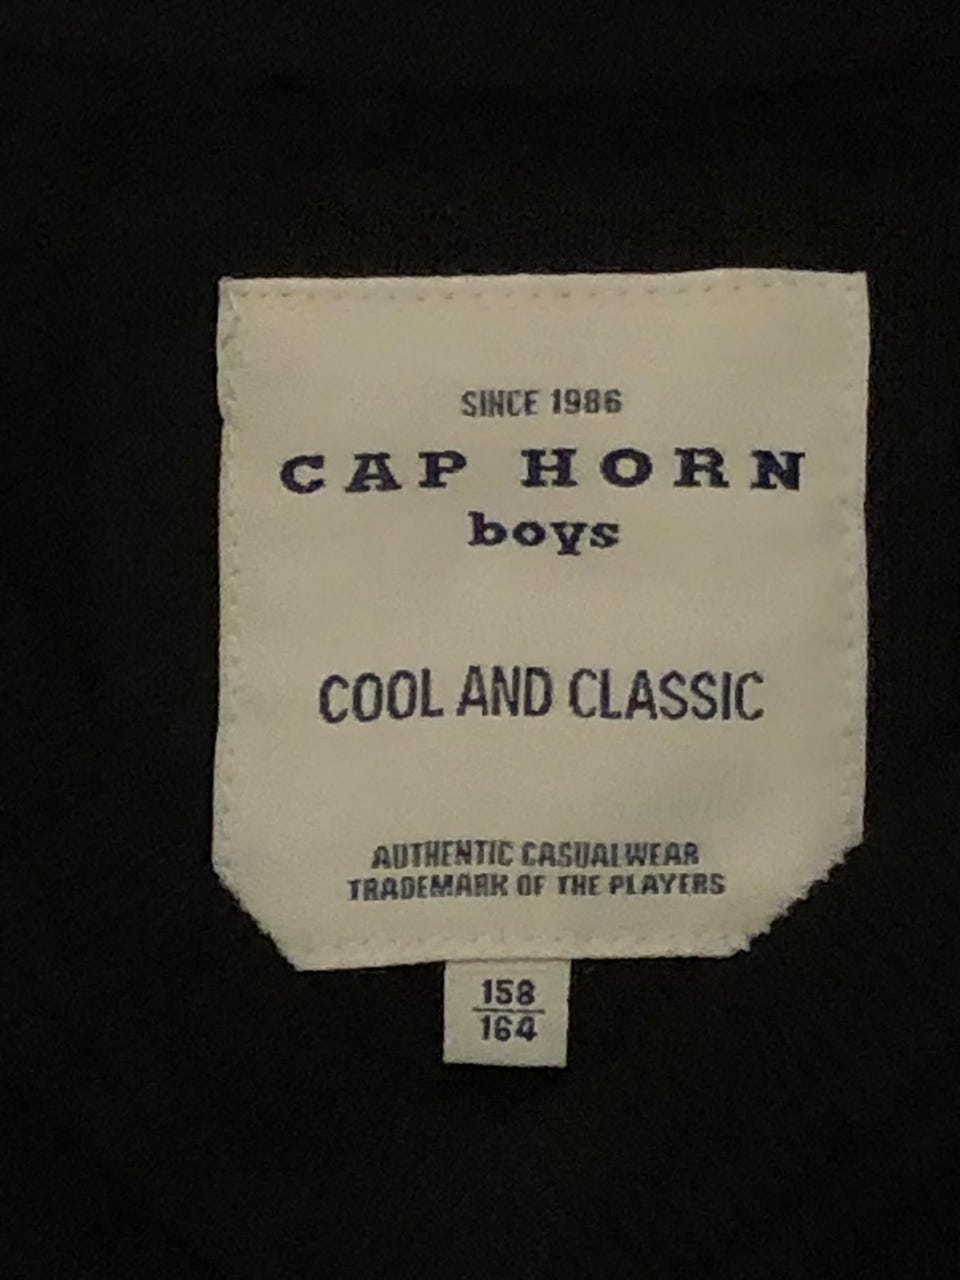 SINCE 1986
CAP HORN
boys
COOL AND CLASSIC
AUTHENTIC CASUALWEAR
TRADEMARK OF THE PLAYERS
158
164